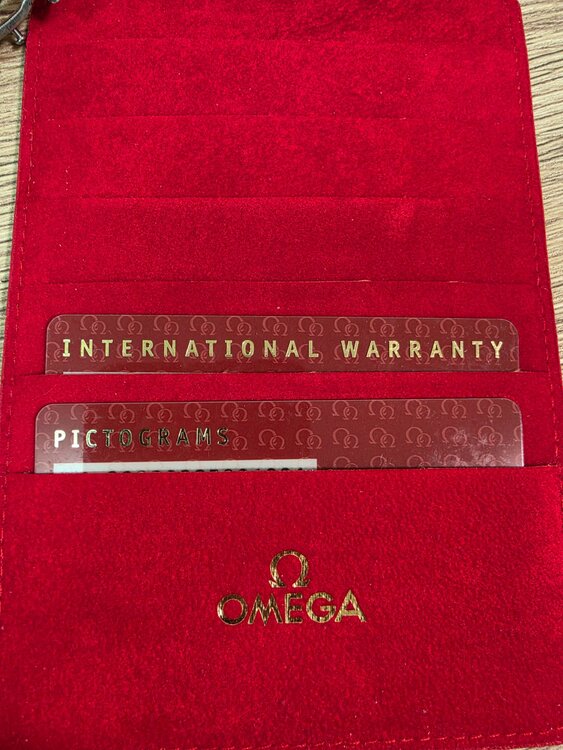 INTERNATIONAL WARRANTY
PICTOGRAMS
Ω
OMEGA